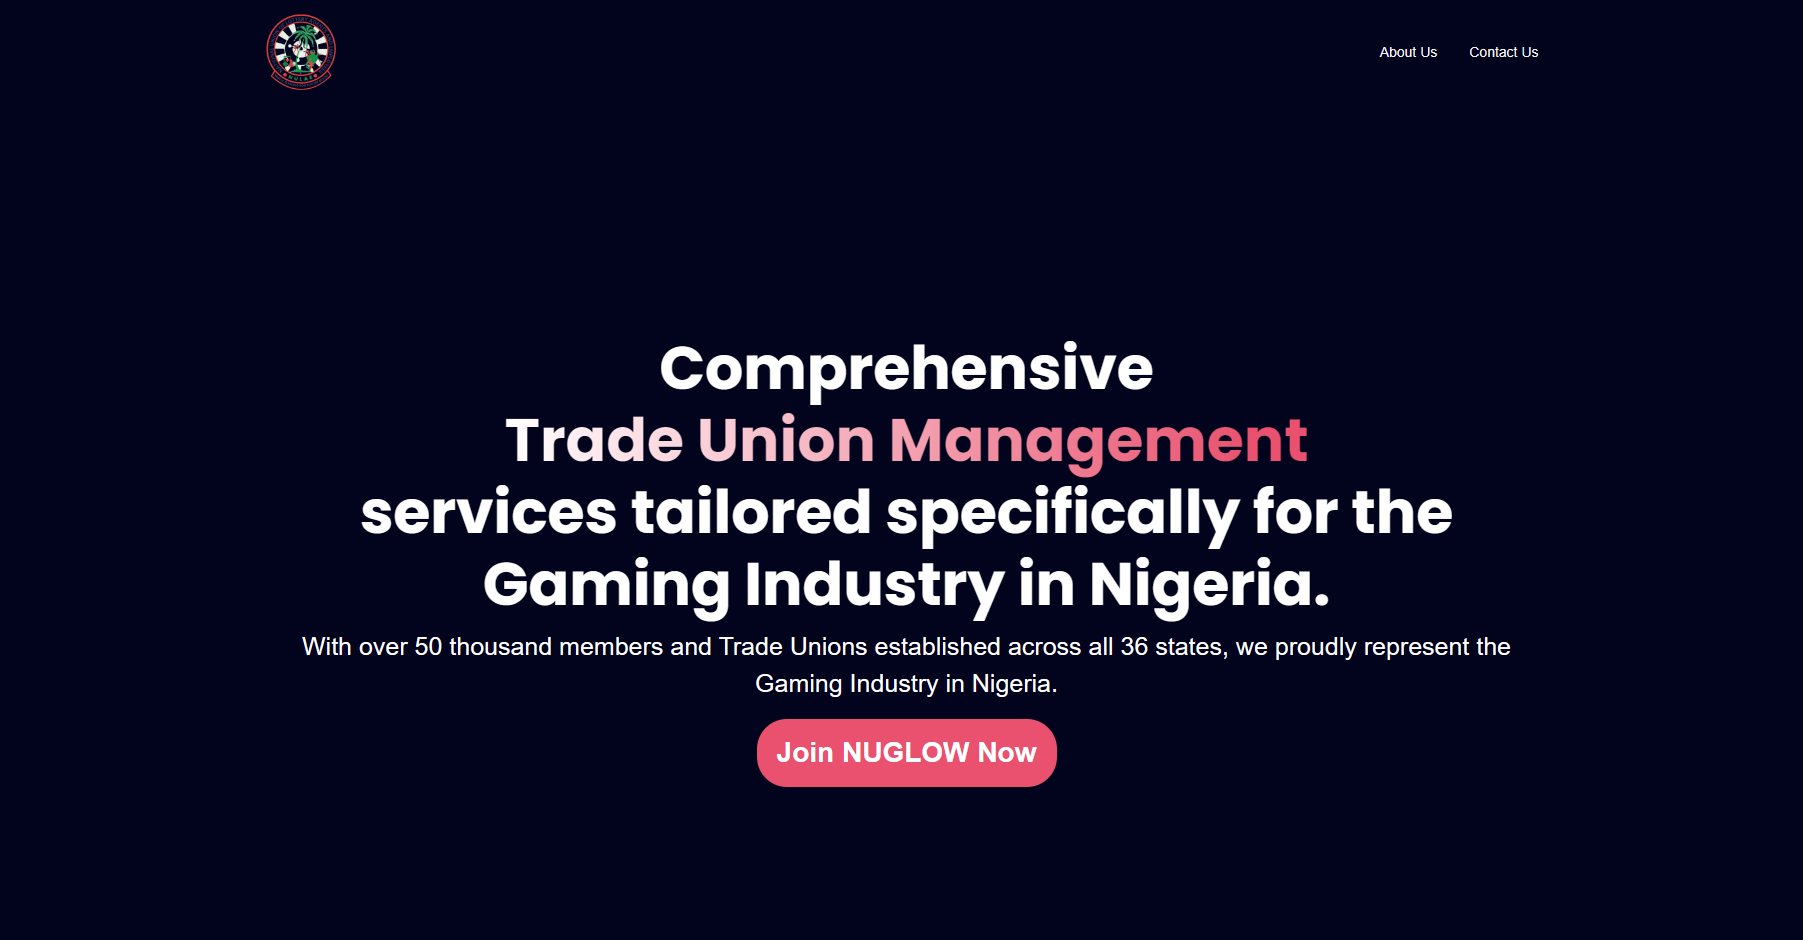 About Us
Contact Us
Comprehensive
Trade Union Management
services tailored specifically for the
Gaming Industry in Nigeria.
With over 50 thousand members and Trade Unions established across all 36 states, we proudly represent the
Gaming Industry in Nigeria.
Join NUGLOW Now